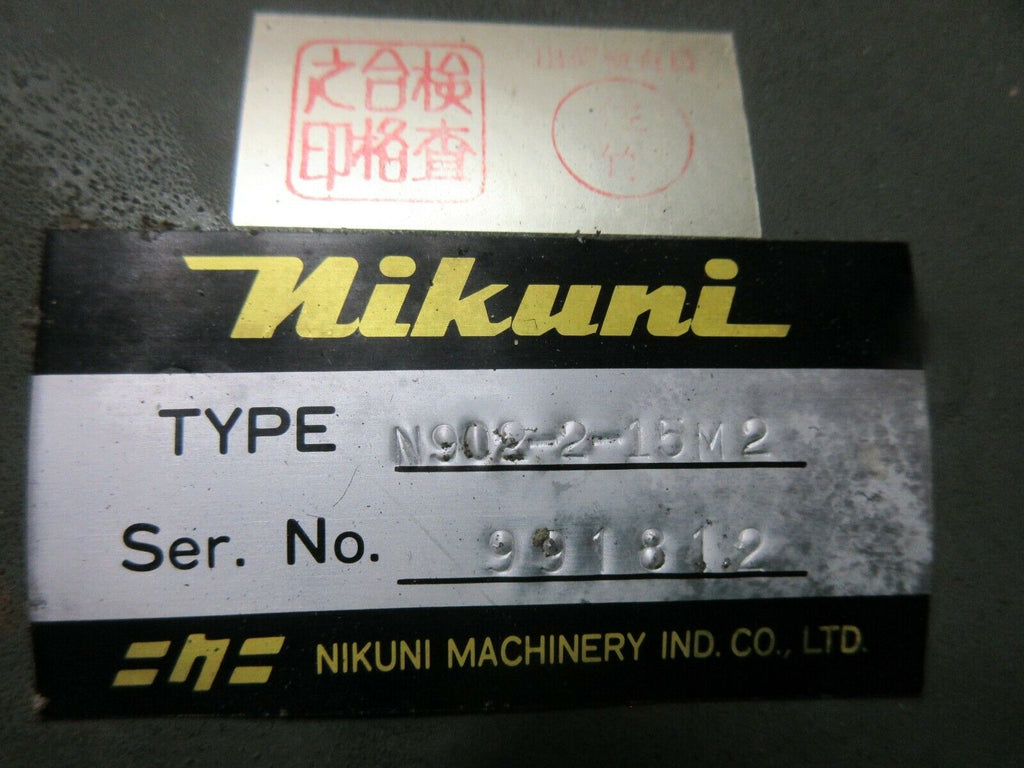 検査
合格
之印
竹
nikuni
TYPE N902-2-15M2
Ser. No. 991812
ニクニ NIKUNI MACHINERY IND. CO., LTD.